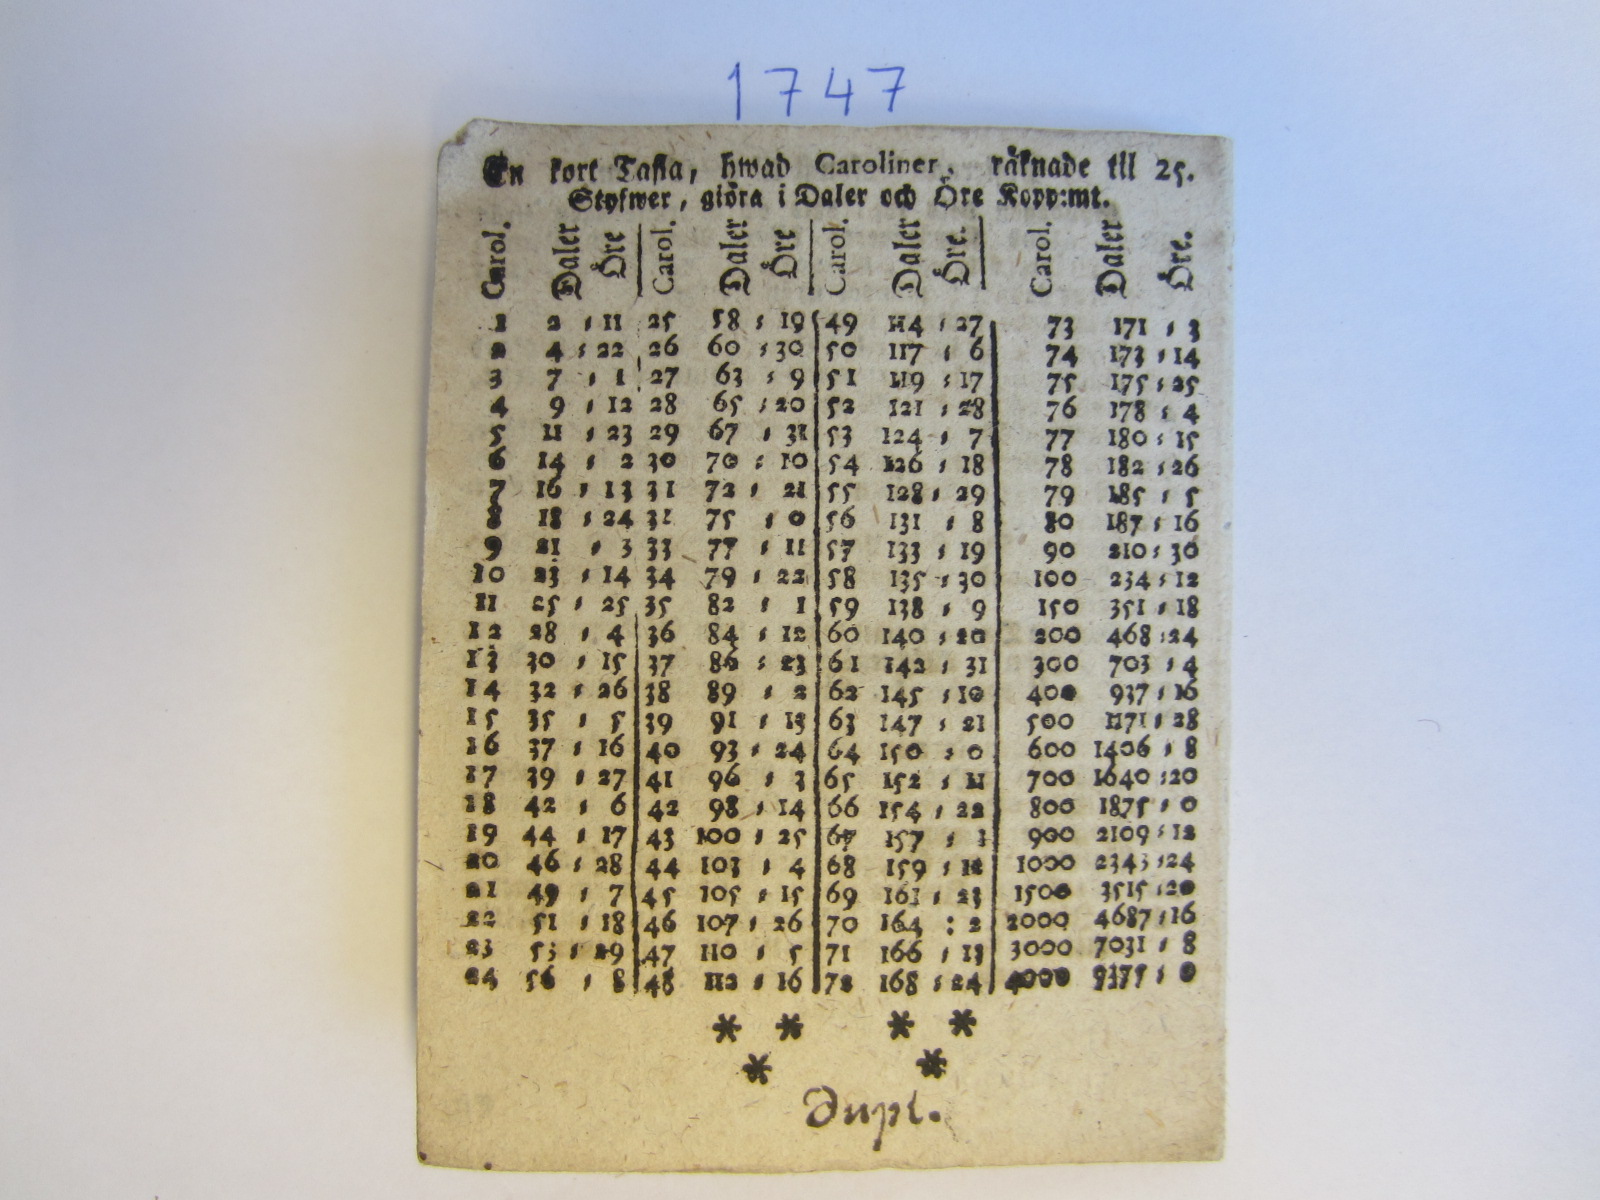 1747
En kort Tafla, hwad Caroliner, räknade till 25.
Styfwer, giöra i Daler och Öre Kopp:mt.
Carol. Daler Öre Carol. Daler Öre Carol. Daler Öre. Carol. Daler Öre.
1 2 : 11 25 58 : 19 49 114 : 27 73 171 : 3
2 4 : 22 26 60 : 30 50 117 : 6 74 173 : 14
3 7 : 1 27 63 : 9 51 119 : 17 75 175 : 25
4 9 : 12 28 65 : 20 52 121 : 28 76 178 : 4
5 11 : 23 29 67 : 31 53 124 : 7 77 180 : 15
6 14 : 2 30 70 : 10 54 126 : 18 78 182 : 26
7 16 : 13 31 72 : 21 55 128 : 29 79 185 : 5
8 18 : 24 32 75 : 0 56 131 : 8 80 187 : 16
9 21 : 3 33 77 : 11 57 133 : 19 90 210 : 30
10 23 : 14 34 79 : 22 58 135 : 30 100 234 : 12
11 25 : 25 35 82 : 1 59 138 : 9 150 351 : 18
12 28 : 4 36 84 : 12 60 140 : 20 200 468 : 24
13 30 : 15 37 86 : 23 61 142 : 31 300 703 : 4
14 32 : 26 38 89 : 2 62 145 : 10 400 937 : 16
15 35 : 5 39 91 : 13 63 147 : 21 500 1171 : 28
16 37 : 16 40 93 : 24 64 150 : 0 600 1406 : 8
17 39 : 27 41 96 : 3 65 152 : 11 700 1640 : 20
18 42 : 6 42 98 : 14 66 154 : 22 800 1875 : 0
19 44 : 17 43 100 : 25 67 157 : 1 900 2109 : 12
20 46 : 28 44 103 : 4 68 159 : 12 1000 2343 : 24
21 49 : 7 45 105 : 15 69 161 : 23 1500 3515 : 20
22 51 : 18 46 107 : 26 70 164 : 2 2000 4687 : 16
23 53 : 29 47 110 : 5 71 166 : 13 3000 7031 : 8
24 56 : 8 48 112 : 16 72 168 : 24 4000 9375 : 0
* * * *
* *
Dupl.